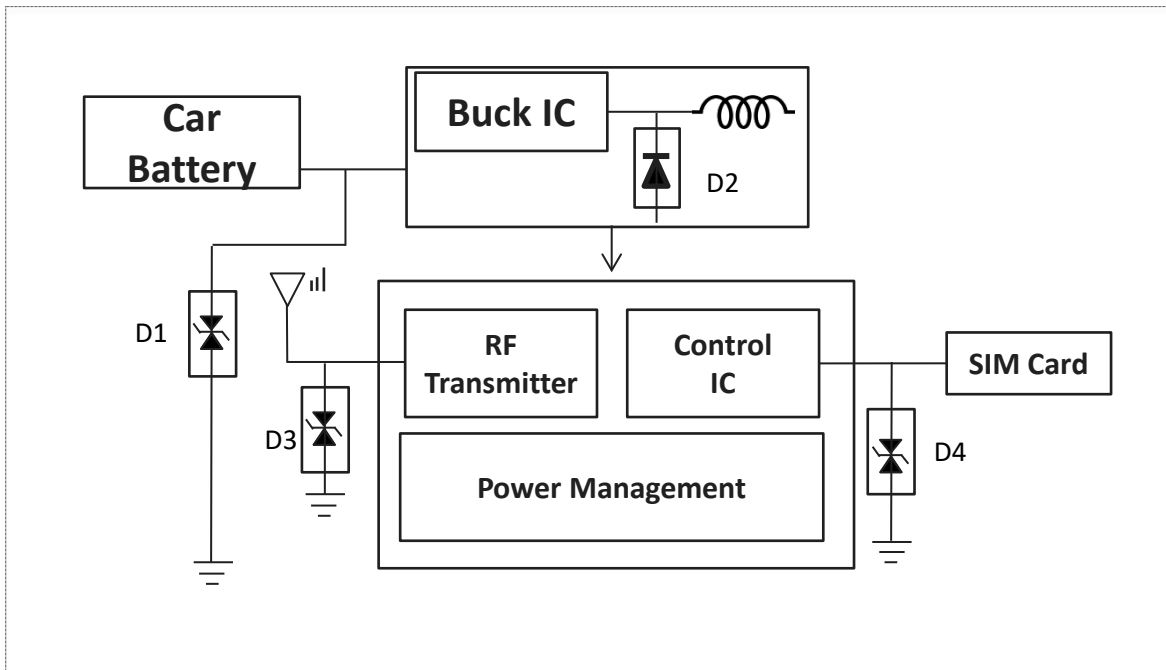 Car
Battery
Buck IC
D2
D1
RF
Transmitter
Control
IC
SIM Card
D3
D4
Power Management